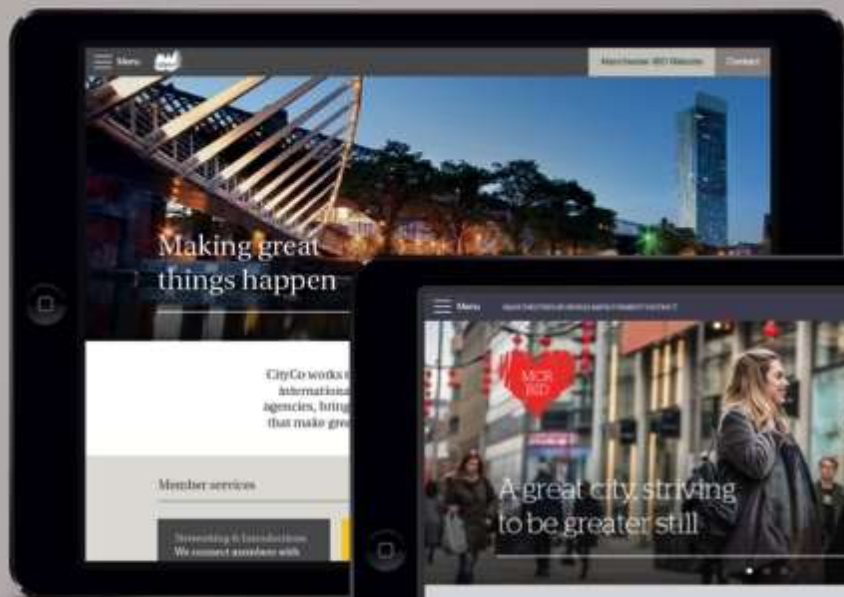 Menu
Manchester BID Website
Contact
Making great
things happen
CityCo works
internationa
agencies, bring
that make grea
Member services
Networking & Introductions
We connect members with
Menu
MCR
BID
A great city, striving
to be greater still